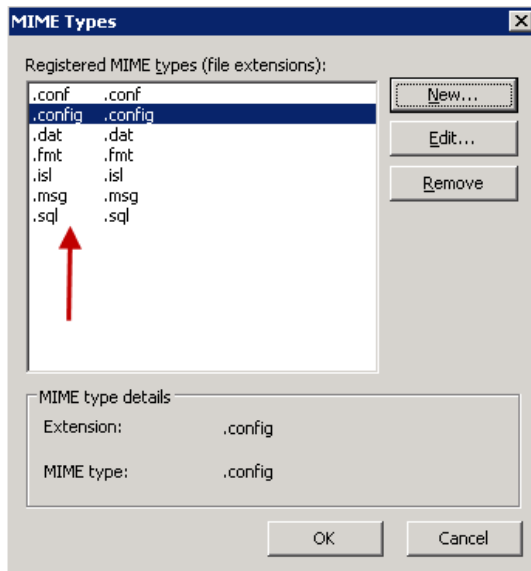 MIME Types
Registered MIME types (file extensions):
.conf .conf
.config .config
.dat .dat
.fmt .fmt
.isl .isl
.msg .msg
.sql .sql
New...
Edit...
Remove
MIME type details
Extension: .config
MIME type: .config
OK Cancel